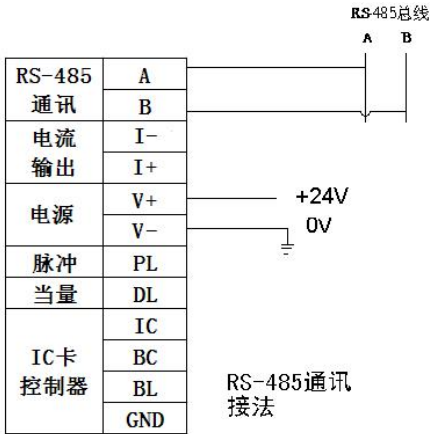 RS-485总线
A B
RS-485 A
通讯 B
电流 I-
输出 I+
电源 V+ +24V
V- 0V
脉冲 PL
当量 DL
IC
IC卡 BC
控制器 BL
GND
RS-485通讯
接法